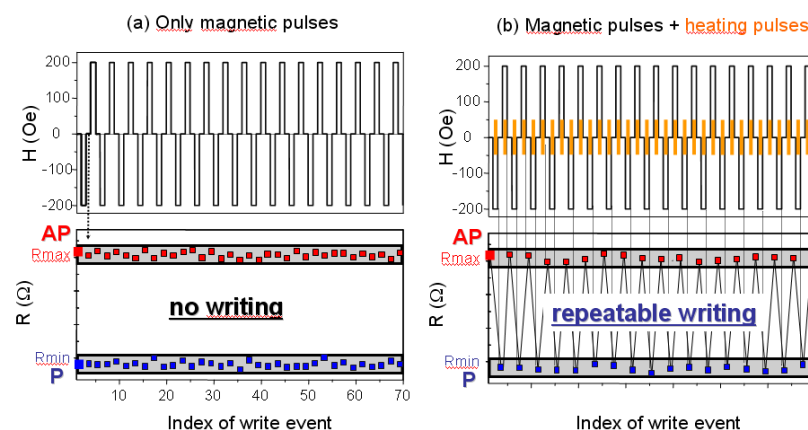 (a) Only magnetic pulses
200
100
0
-100
-200
H (Oe)
AP
Rmax
R (Ω)
no writing
Rmin
P
10
20
30
40
50
60
70
Index of write event
(b) Magnetic pulses + heating pulses
200
100
0
-100
-200
H (Oe)
AP
Rmax
R (Ω)
repeatable writing
Rmin
P
Index of write event